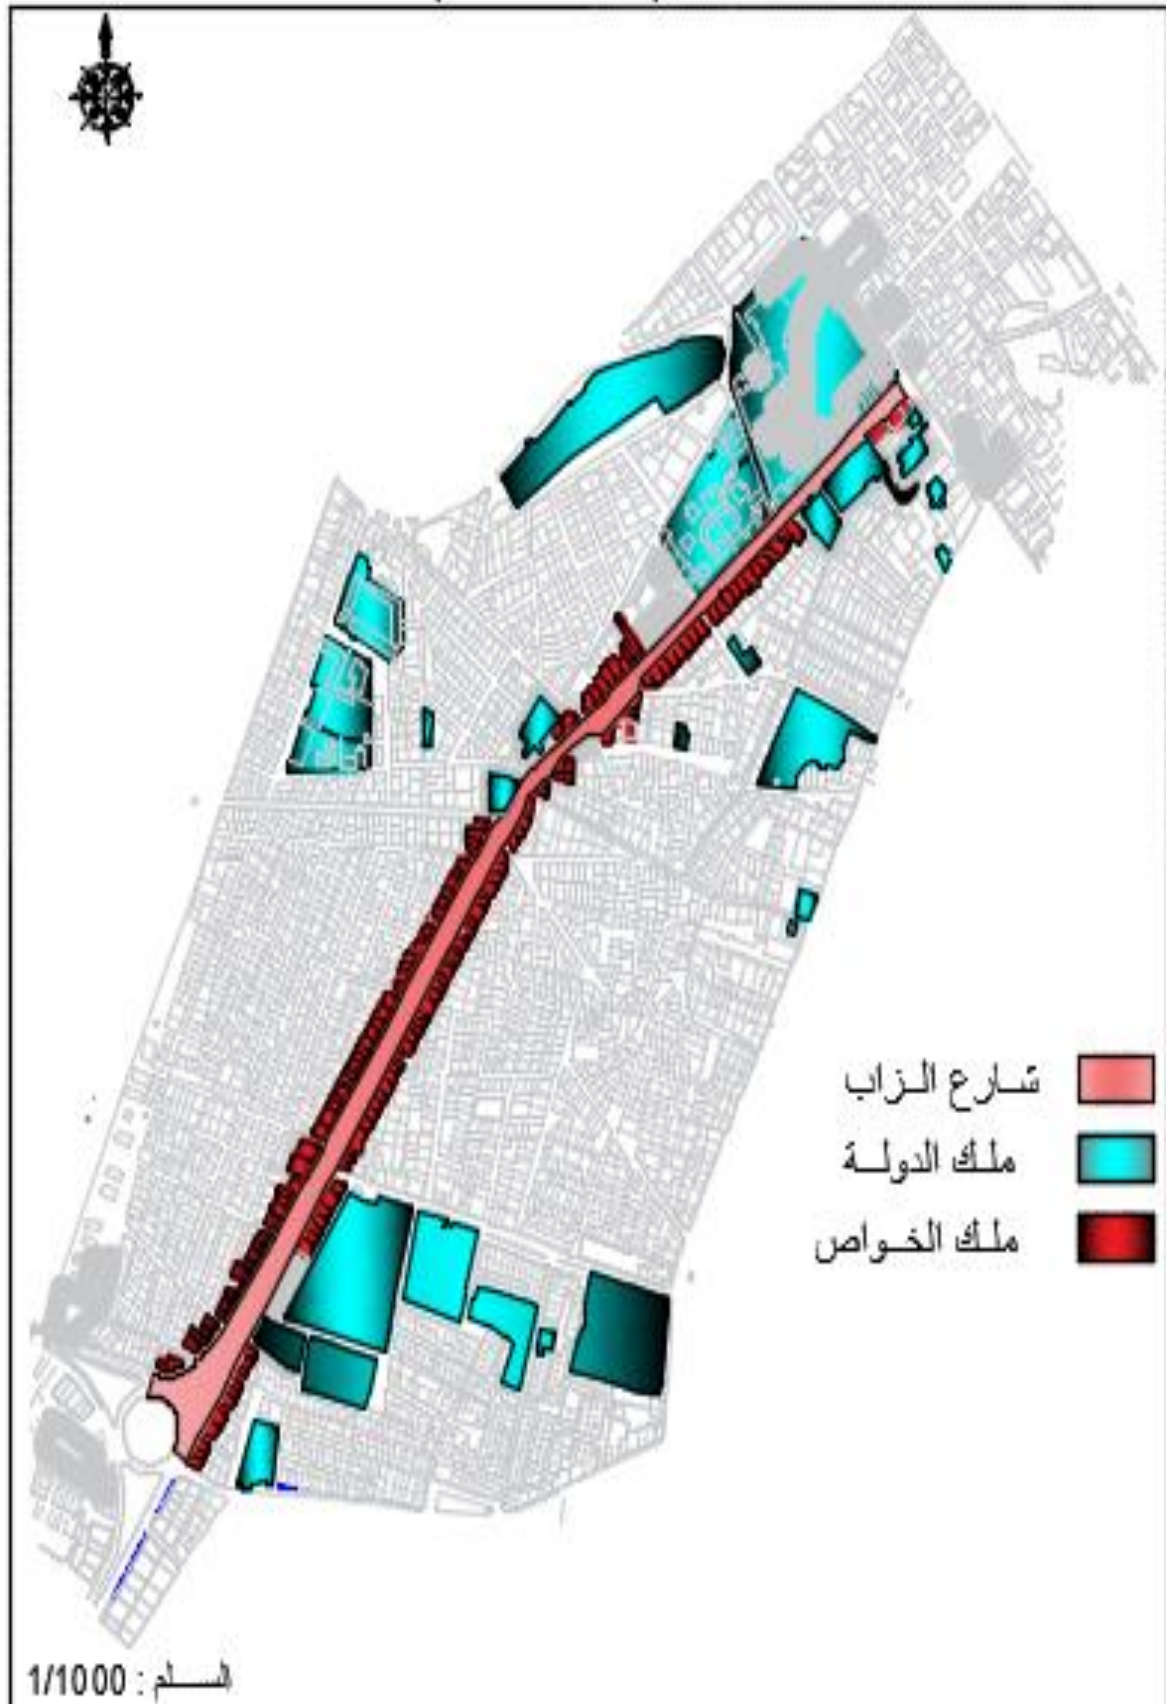 شارع الزاب
ملك الدولة
ملك الخواص
السلم : 1/1000